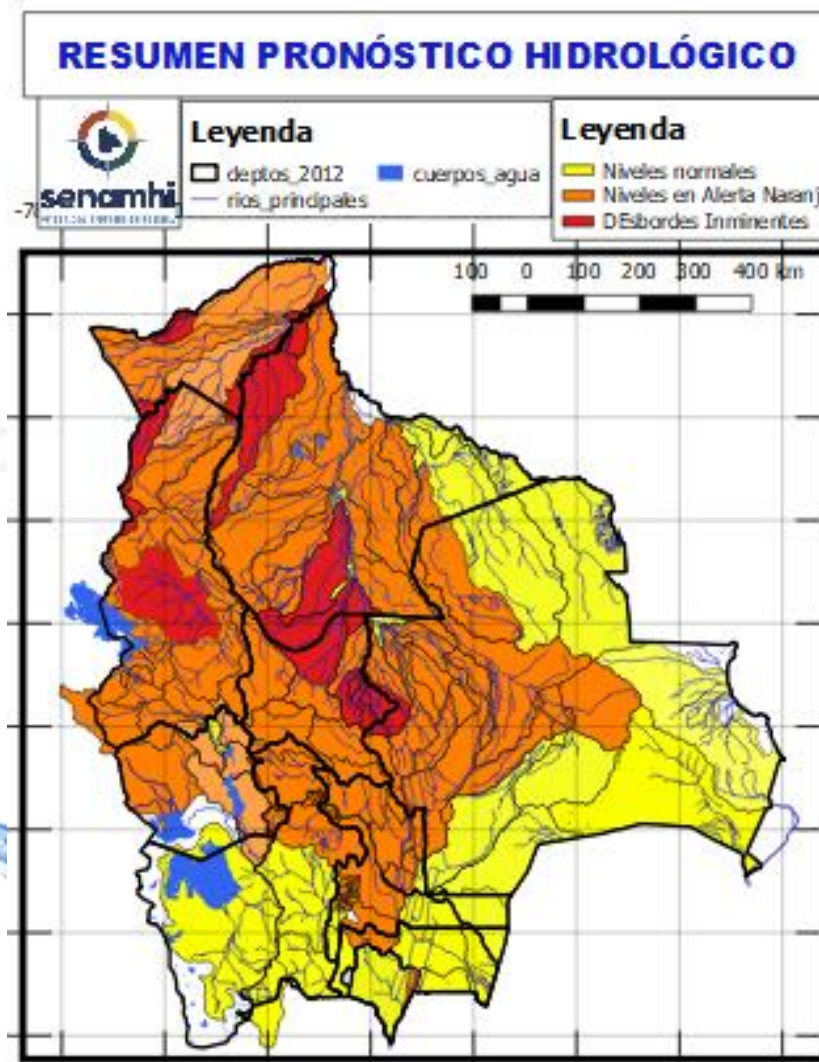 RESUMEN PRONÓSTICO HIDROLÓGICO
senamhi
Leyenda
deptos_2012
cuerpos_agua
rios_principales
Leyenda
Niveles normales
Niveles en Alerta Naranj
DEsbordes Inminentes
100 0 100 200 300 400 km